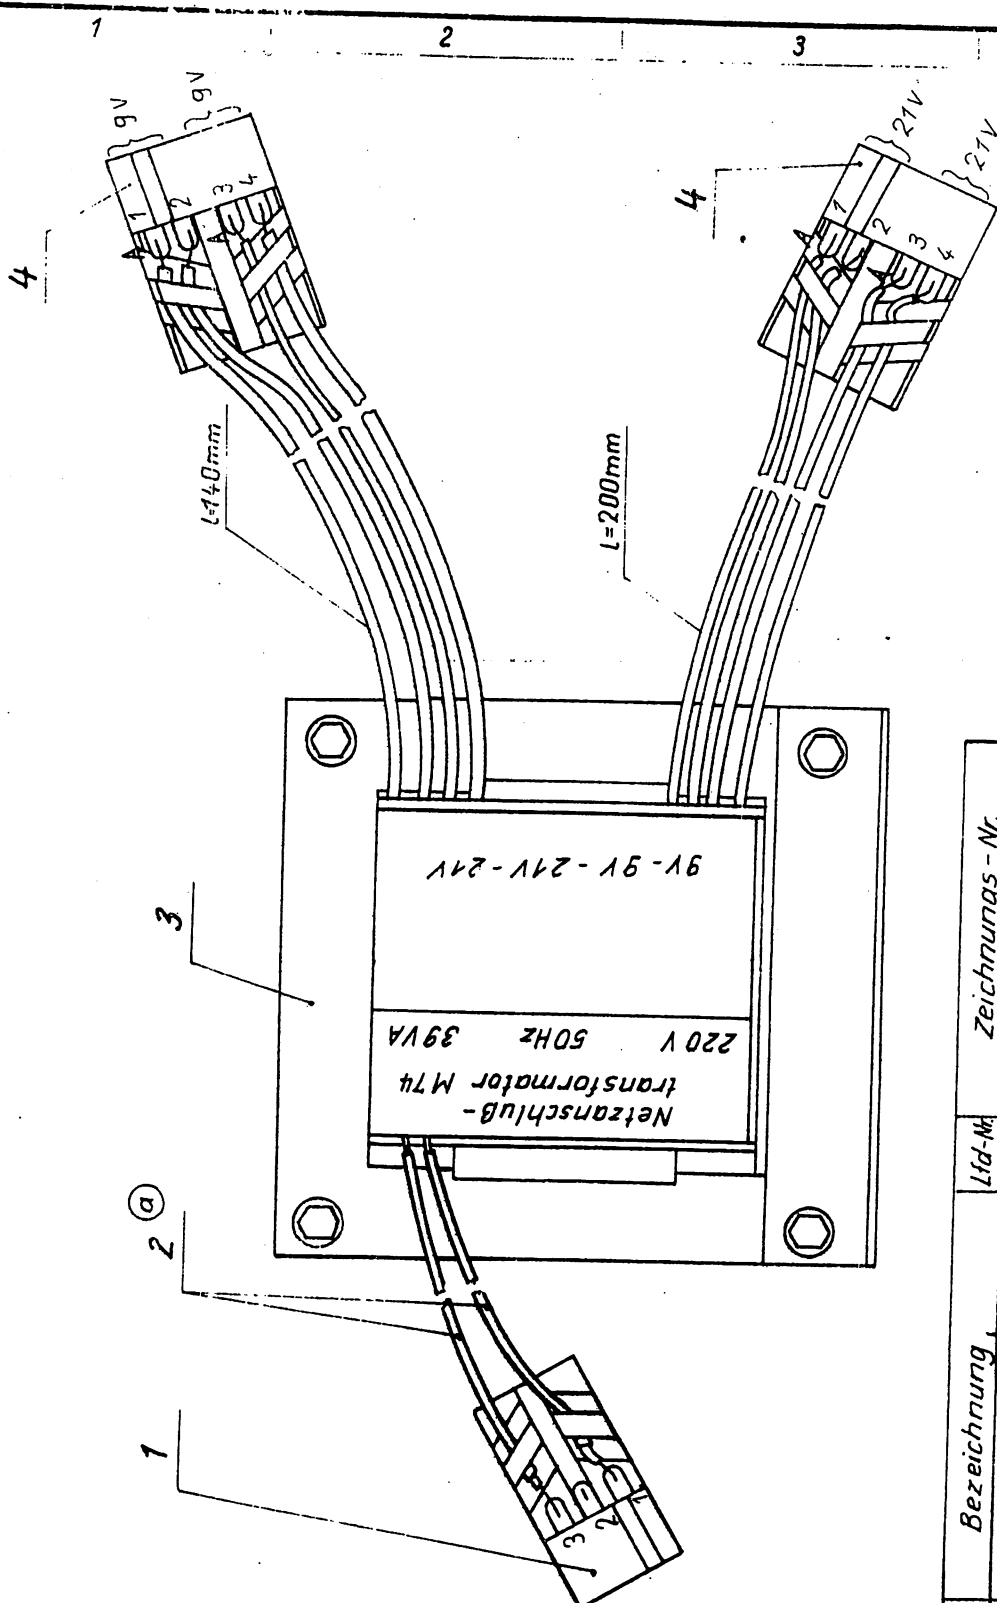 1
2
3
9V
9V
4
1
2
3
4
A
A
l=140mm
21V
21V
4
1
2
3
4
A
A
l=200mm
3
9V - 9V - 21V - 21V
Netzanschluß-
transformator M74
220V 50Hz 39VA
2 a
1
3
2
1
Bezeichnung
Lfd-Nr.
Zeichnungs-Nr.